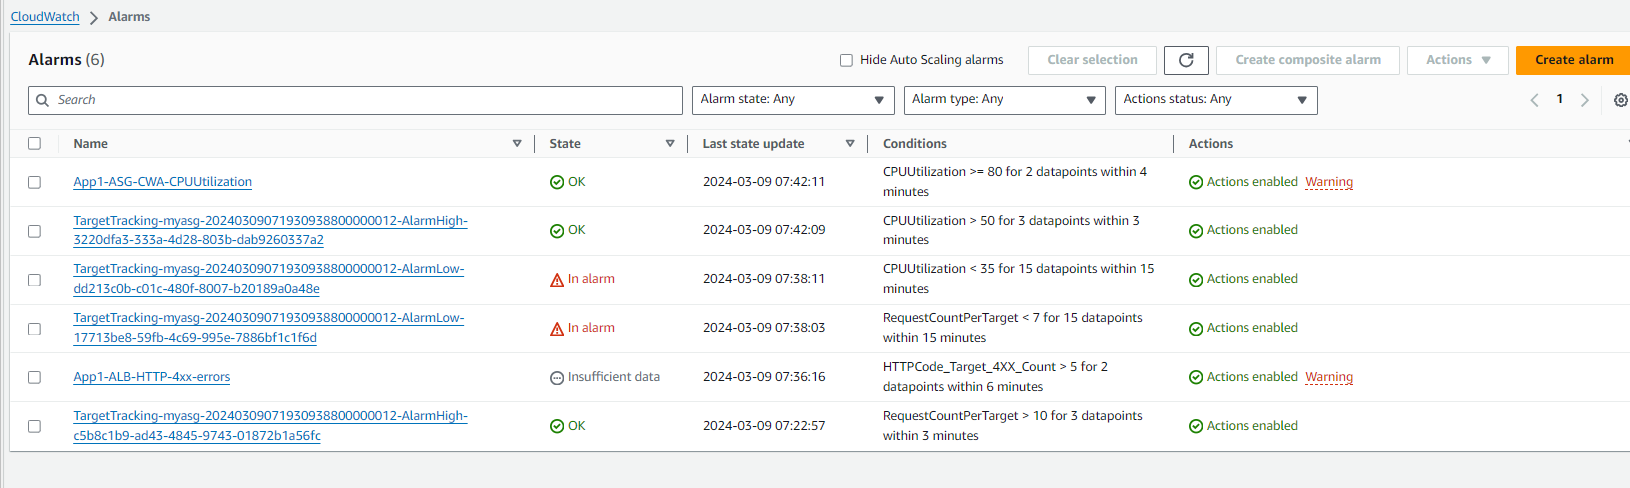 CloudWatch > Alarms
Alarms (6)
Hide Auto Scaling alarms
Clear selection
Create composite alarm
Actions
Create alarm
Search
Alarm state: Any
Alarm type: Any
Actions status: Any
1
Name
State
Last state update
Conditions
Actions
App1-ASG-CWA-CPUUtilization
OK
2024-03-09 07:42:11
CPUUtilization >= 80 for 2 datapoints within 4
minutes
Actions enabled Warning
TargetTracking-myasg-20240309071930938800000012-AlarmHigh-
3220dfa3-333a-4d28-803b-dab9260337a2
OK
2024-03-09 07:42:09
CPUUtilization > 50 for 3 datapoints within 3
minutes
Actions enabled
TargetTracking-myasg-20240309071930938800000012-AlarmLow-
dd213c0b-c01c-480f-8007-b20189a0a48e
In alarm
2024-03-09 07:38:11
CPUUtilization < 35 for 15 datapoints within 15
minutes
Actions enabled
TargetTracking-myasg-20240309071930938800000012-AlarmLow-
17713be8-59fb-4c69-995e-7886bf1c1f6d
In alarm
2024-03-09 07:38:03
RequestCountPerTarget < 7 for 15 datapoints
within 15 minutes
Actions enabled
App1-ALB-HTTP-4xx-errors
Insufficient data
2024-03-09 07:36:16
HTTPCode_Target_4XX_Count > 5 for 2
datapoints within 6 minutes
Actions enabled Warning
TargetTracking-myasg-20240309071930938800000012-AlarmHigh-
c5b8c1b9-ad43-4845-9743-01872b1a56fc
OK
2024-03-09 07:22:57
RequestCountPerTarget > 10 for 3 datapoints
within 3 minutes
Actions enabled